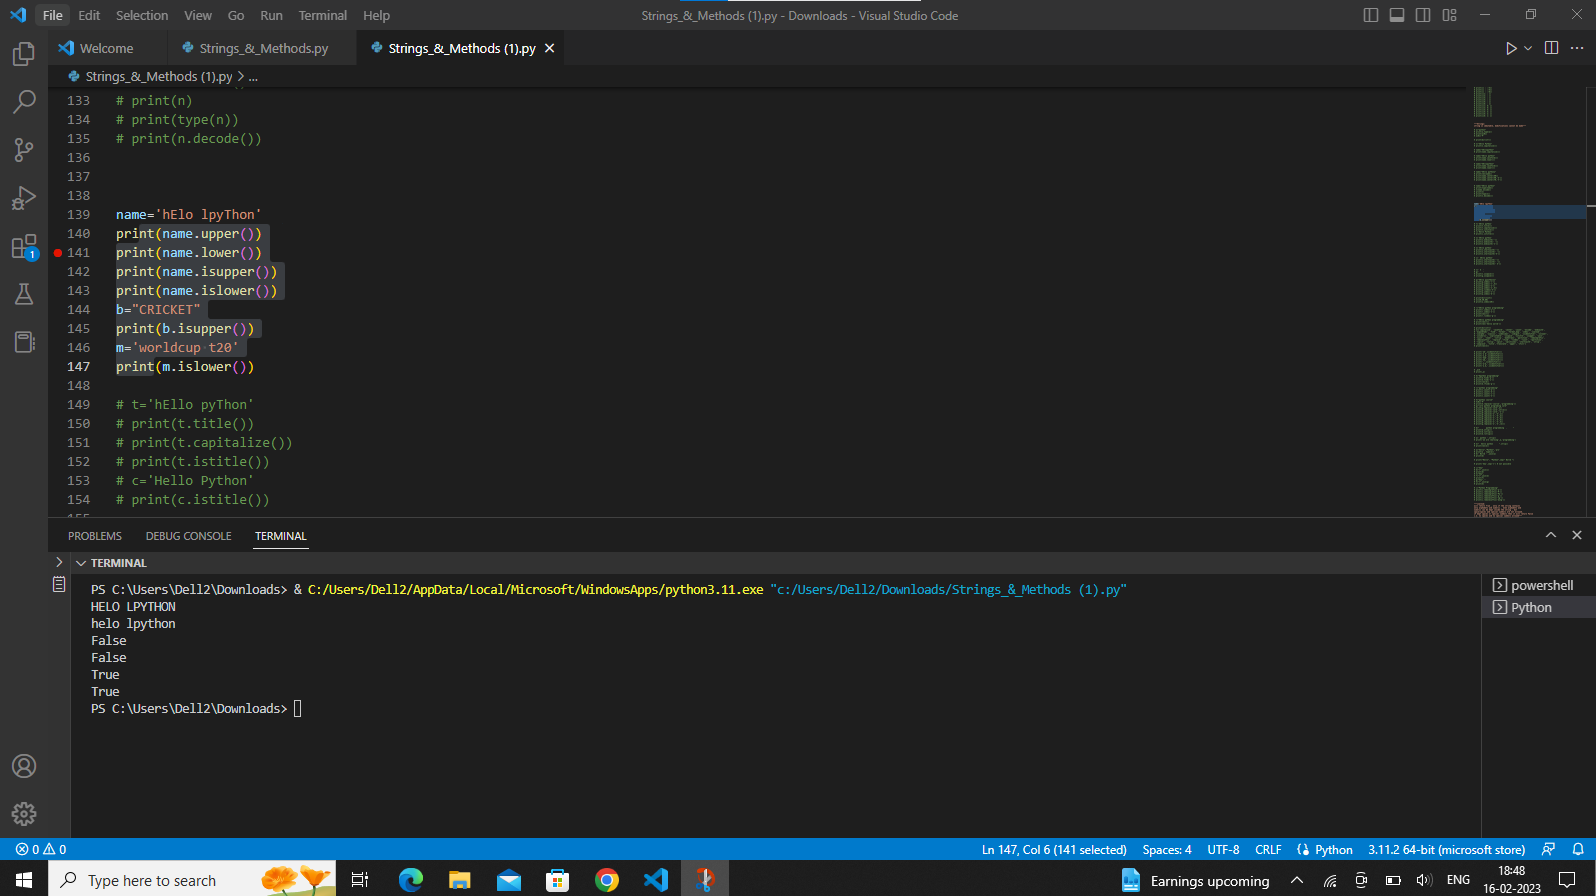 File Edit Selection View Go Run Terminal Help
Strings_&_Methods (1).py - Downloads - Visual Studio Code
Welcome
Strings_&_Methods.py
Strings_&_Methods (1).py
Strings_&_Methods (1).py > ...
133 # print(n)
134 # print(type(n))
135 # print(n.decode())
136
137
138
139 name='hElo lpyThon'
140 print(name.upper())
141 print(name.lower())
142 print(name.isupper())
143 print(name.islower())
144 b="CRICKET"
145 print(b.isupper())
146 m='worldcup t20'
147 print(m.islower())
148
149 # t='hEllo pyThon'
150 # print(t.title())
151 # print(t.capitalize())
152 # print(t.istitle())
153 # c='Hello Python'
154 # print(c.istitle())
1
PROBLEMS DEBUG CONSOLE TERMINAL
TERMINAL
PS C:\Users\Dell2\Downloads> & C:/Users/Dell2/AppData/Local/Microsoft/WindowsApps/python3.11.exe "c:/Users/Dell2/Downloads/Strings_&_Methods (1).py"
HELO LPYTHON
helo lpython
False
False
True
True
PS C:\Users\Dell2\Downloads>
powershell
Python
0 0
Ln 147, Col 6 (141 selected) Spaces: 4 UTF-8 CRLF Python 3.11.2 64-bit (microsoft store)
Type here to search
Earnings upcoming
ENG
18:48
16-02-2023